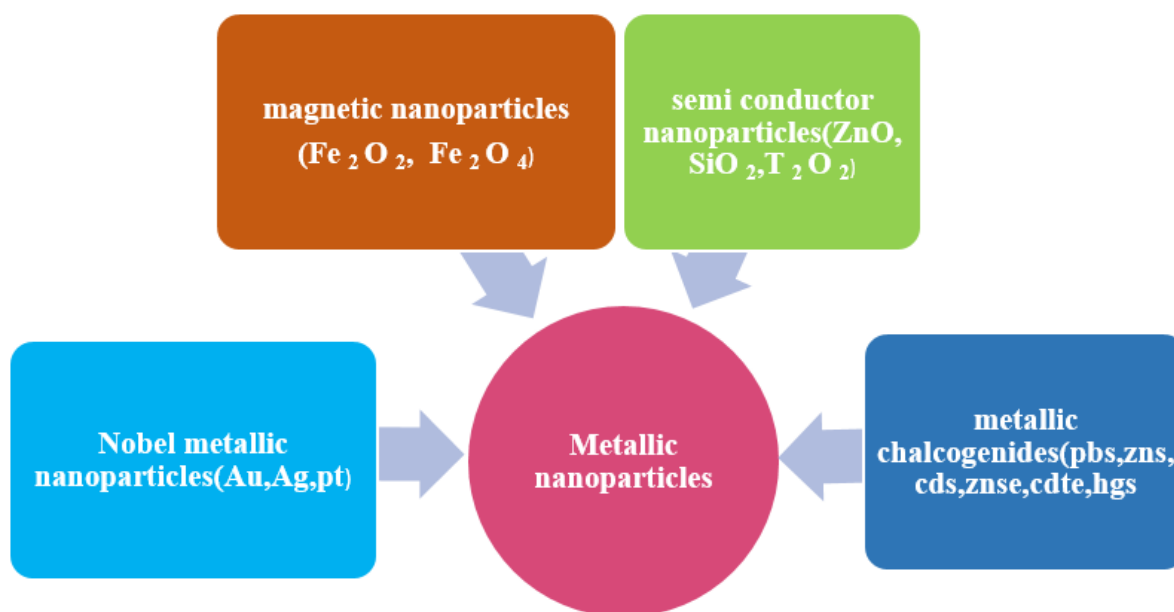 magnetic nanoparticles
(Fe ₂ O ₂, Fe ₂ O ₄)
semi conductor
nanoparticles(ZnO,
SiO ₂,T ₂ O ₂)
Nobel metallic
nanoparticles(Au,Ag,pt)
Metallic
nanoparticles
metallic
chalcogenides(pbs,zns,
cds,znse,cdte,hgs